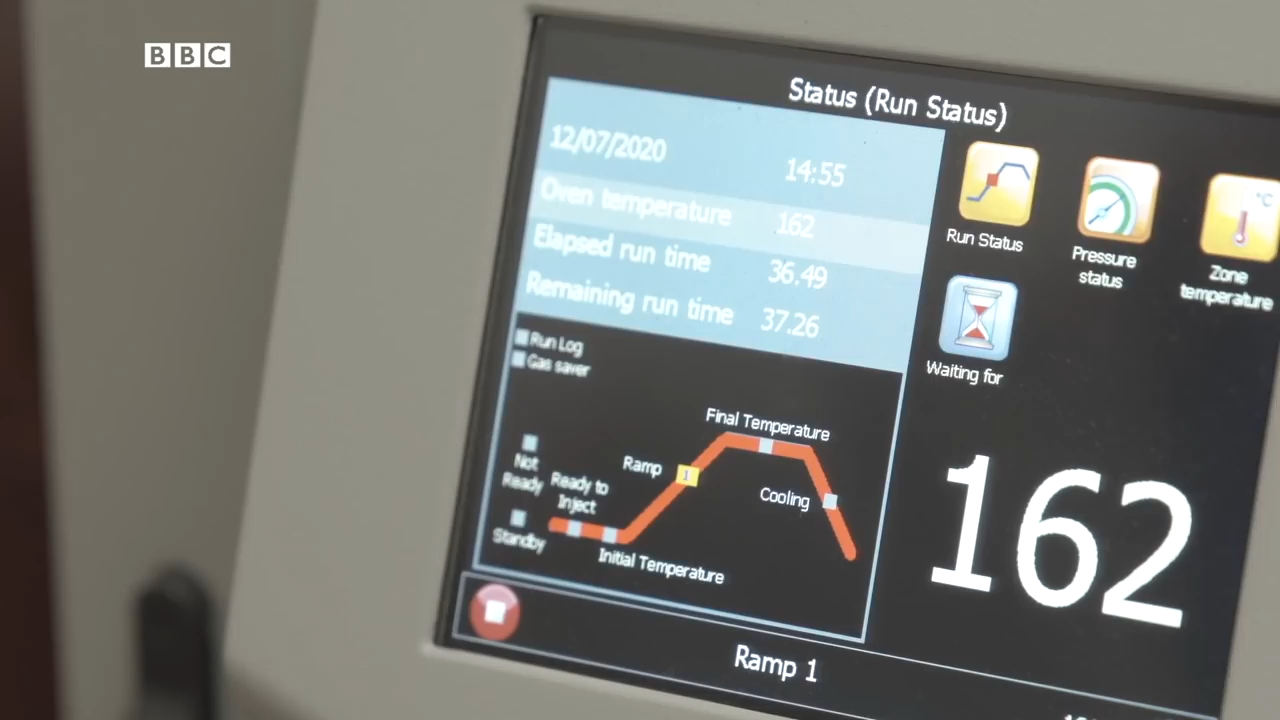 BBC
Status (Run Status)
12/07/2020 14:55
Oven temperature 162
Elapsed run time 36.49
Remaining run time 37.26
Run Log
Gas saver
Not
Ready
Standby
Ready to
Inject
Initial Temperature
Ramp
1
Final Temperature
Cooling
Run Status
Pressure
status
°C
Zone
temperature
Waiting for
162
Ramp 1